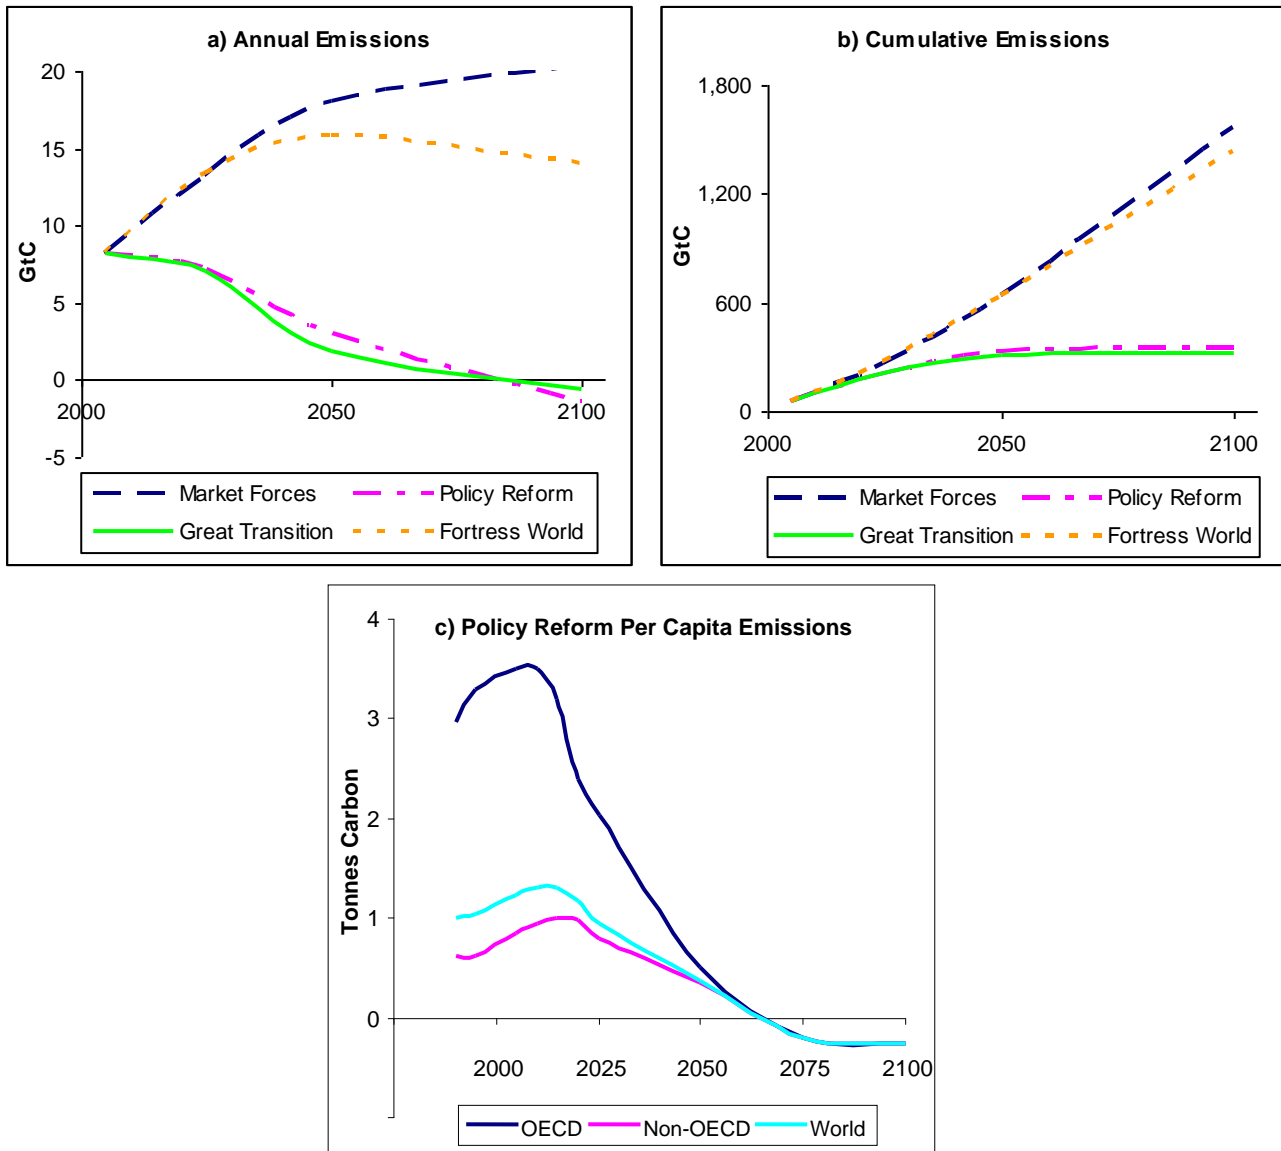 a) Annual Emissions
20
15
10
5
0
-5
GtC
2000 2050 2100
Market Forces Policy Reform
Great Transition Fortress World
b) Cumulative Emissions
1,800
1,200
600
0
GtC
2000 2050 2100
Market Forces Policy Reform
Great Transition Fortress World
c) Policy Reform Per Capita Emissions
4
3
2
1
0
Tonnes Carbon
2000 2025 2050 2075 2100
OECD Non-OECD World